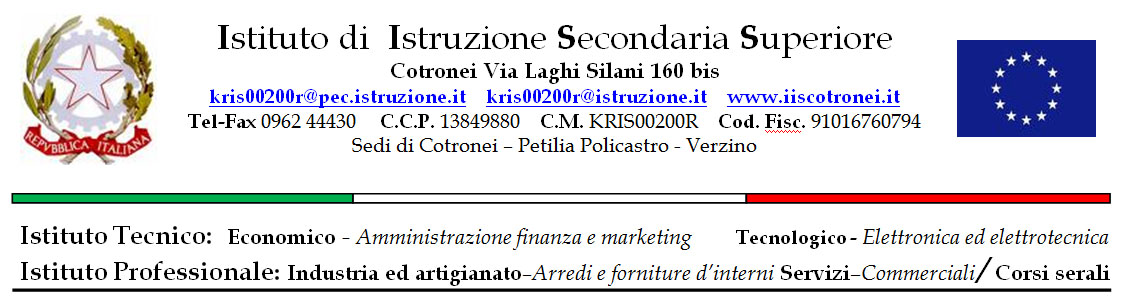 Istituto di Istruzione Secondaria Superiore
Cotronei Via Laghi Silani 160 bis
kris00200r@pec.istruzione.it kris00200r@istruzione.it www.iiscotronei.it
Tel-Fax 0962 44430 C.C.P. 13849880 C.M. KRIS00200R Cod. Fisc. 91016760794
Sedi di Cotronei – Petilia Policastro - Verzino
REPVBBLICA ITALIANA
Istituto Tecnico: Economico - Amministrazione finanza e marketing Tecnologico - Elettronica ed elettrotecnica
Istituto Professionale: Industria ed artigianato–Arredi e forniture d’interni Servizi–Commerciali/ Corsi serali